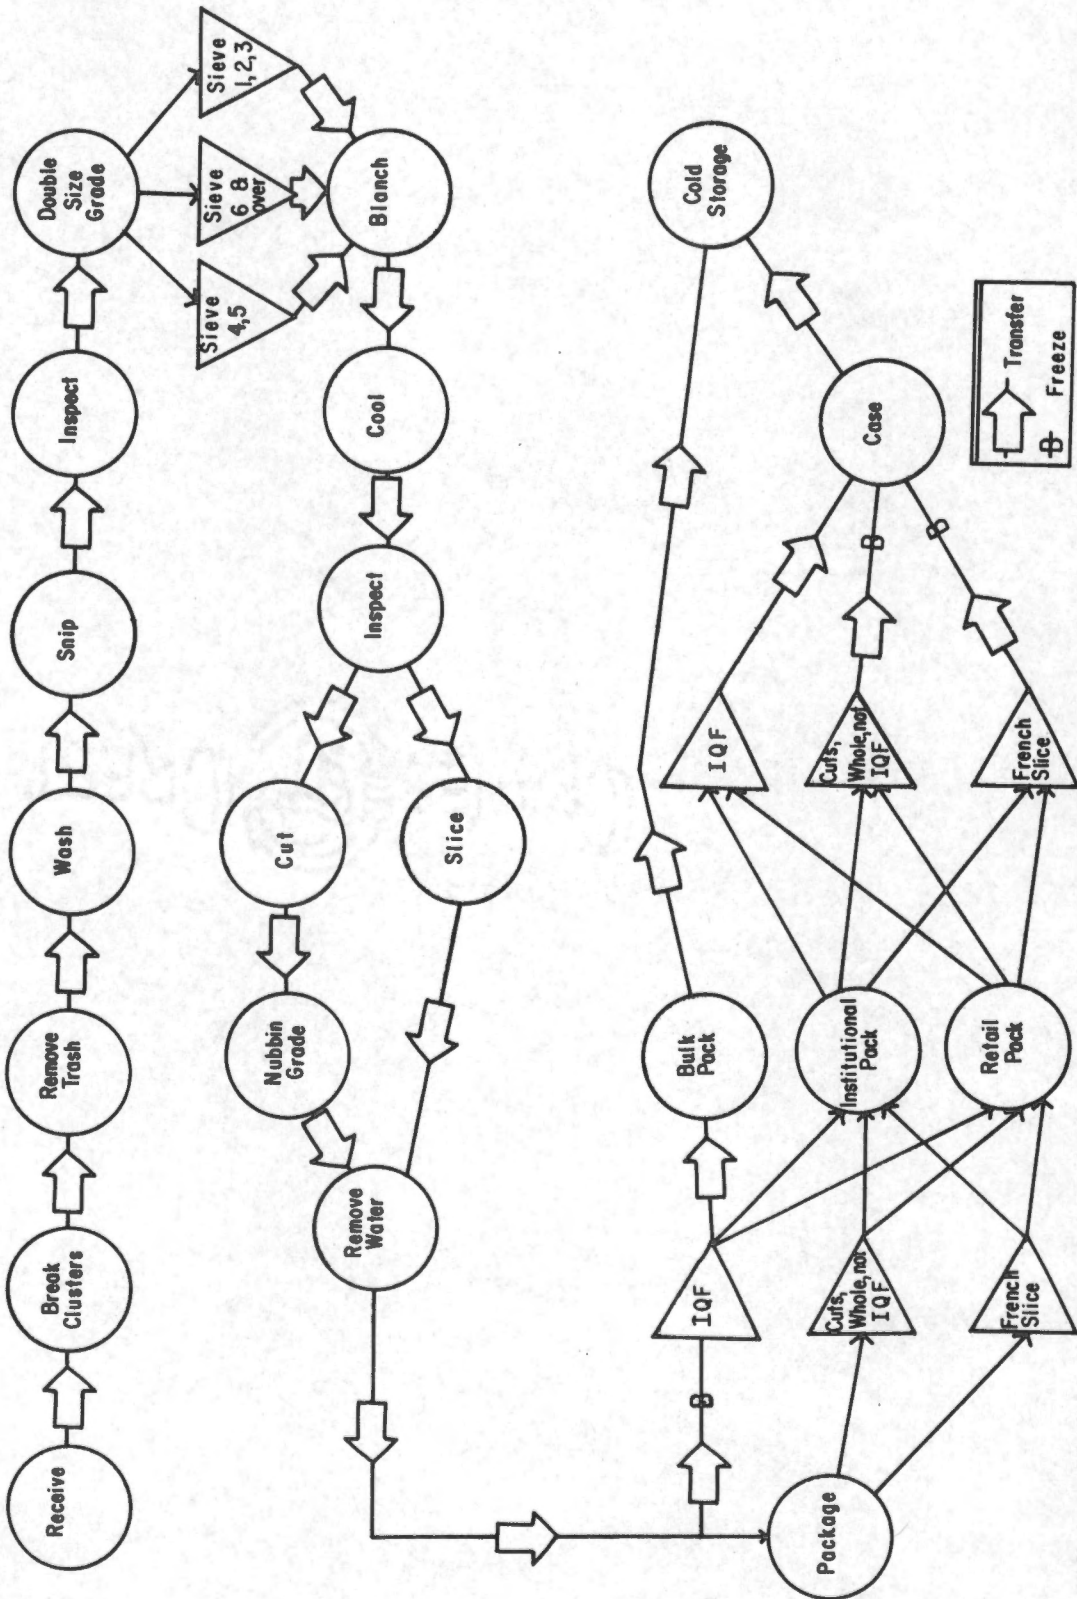 Receive
Break
Clusters
Remove
Trash
Wash
Snip
Inspect
Double
Size
Grade
Sieve
4,5
Sieve
6 &
over
Sieve
1,2,3
Blanch
Cool
Inspect
Cut
Slice
Nubbin
Grade
Remove
Water
Package
IQF
Cuts,
Whole,not
IQF
French
Slice
Bulk
Pack
Institutional
Pack
Retail
Pack
IQF
Cuts,
Whole,not
IQF
French
Slice
Case
Cold
Storage
Transfer
Freeze